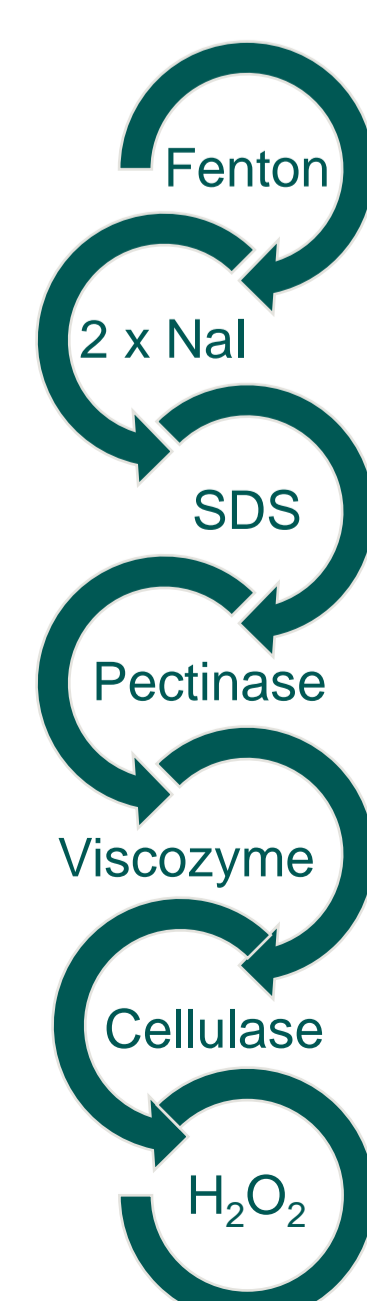 Fenton
2 x NaI
SDS
Pectinase
Viscozyme
Cellulase
H₂O₂